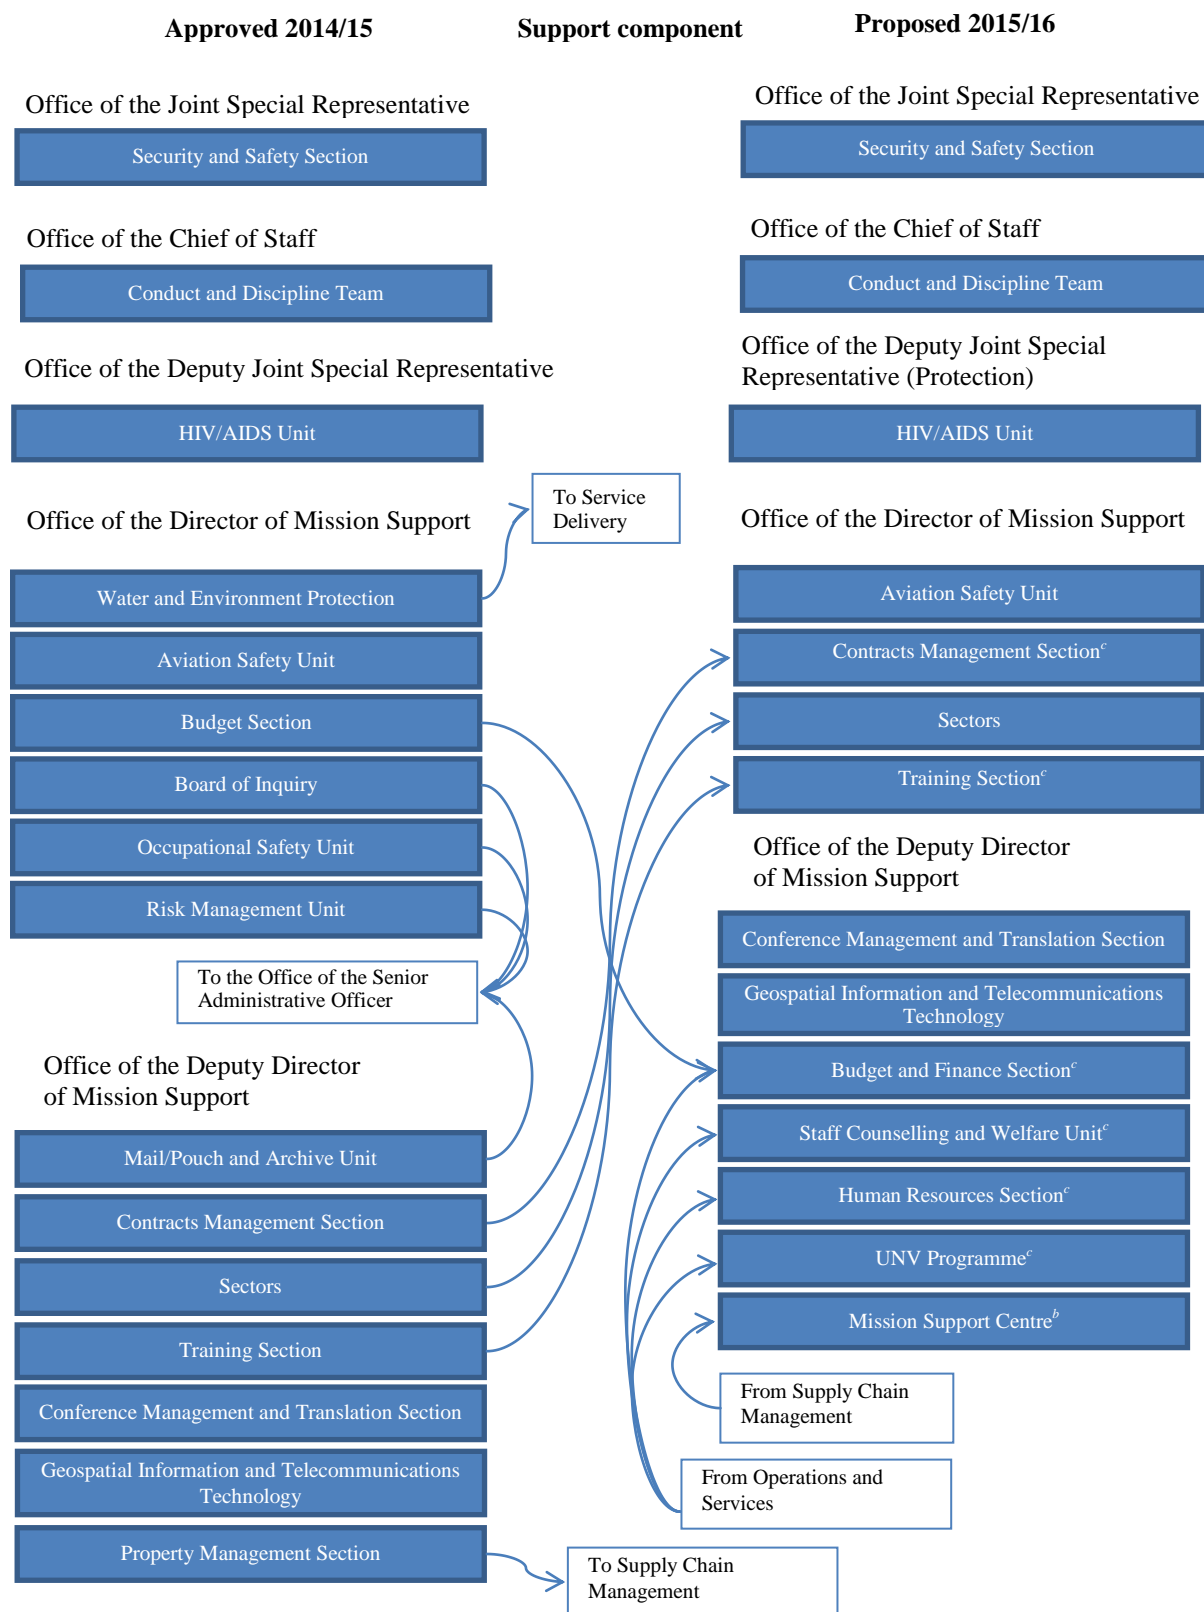 Approved 2014/15
Support component
Proposed 2015/16
Office of the Joint Special Representative
Security and Safety Section
Office of the Chief of Staff
Conduct and Discipline Team
Office of the Deputy Joint Special Representative
HIV/AIDS Unit
To Service
Delivery
Office of the Director of Mission Support
Water and Environment Protection
Aviation Safety Unit
Budget Section
Board of Inquiry
Occupational Safety Unit
Risk Management Unit
To the Office of the Senior
Administrative Officer
Office of the Deputy Director
of Mission Support
Mail/Pouch and Archive Unit
Contracts Management Section
Sectors
Training Section
Conference Management and Translation Section
Geospatial Information and Telecommunications
Technology
Property Management Section
To Supply Chain
Management
Office of the Joint Special Representative
Security and Safety Section
Office of the Chief of Staff
Conduct and Discipline Team
Office of the Deputy Joint Special
Representative (Protection)
HIV/AIDS Unit
Office of the Director of Mission Support
Aviation Safety Unit
Contracts Management Section^c
Sectors
Training Section^c
Office of the Deputy Director
of Mission Support
Conference Management and Translation Section
Geospatial Information and Telecommunications
Technology
Budget and Finance Section^c
Staff Counselling and Welfare Unit^c
Human Resources Section^c
UNV Programme^c
Mission Support Centre^b
From Supply Chain
Management
From Operations and
Services